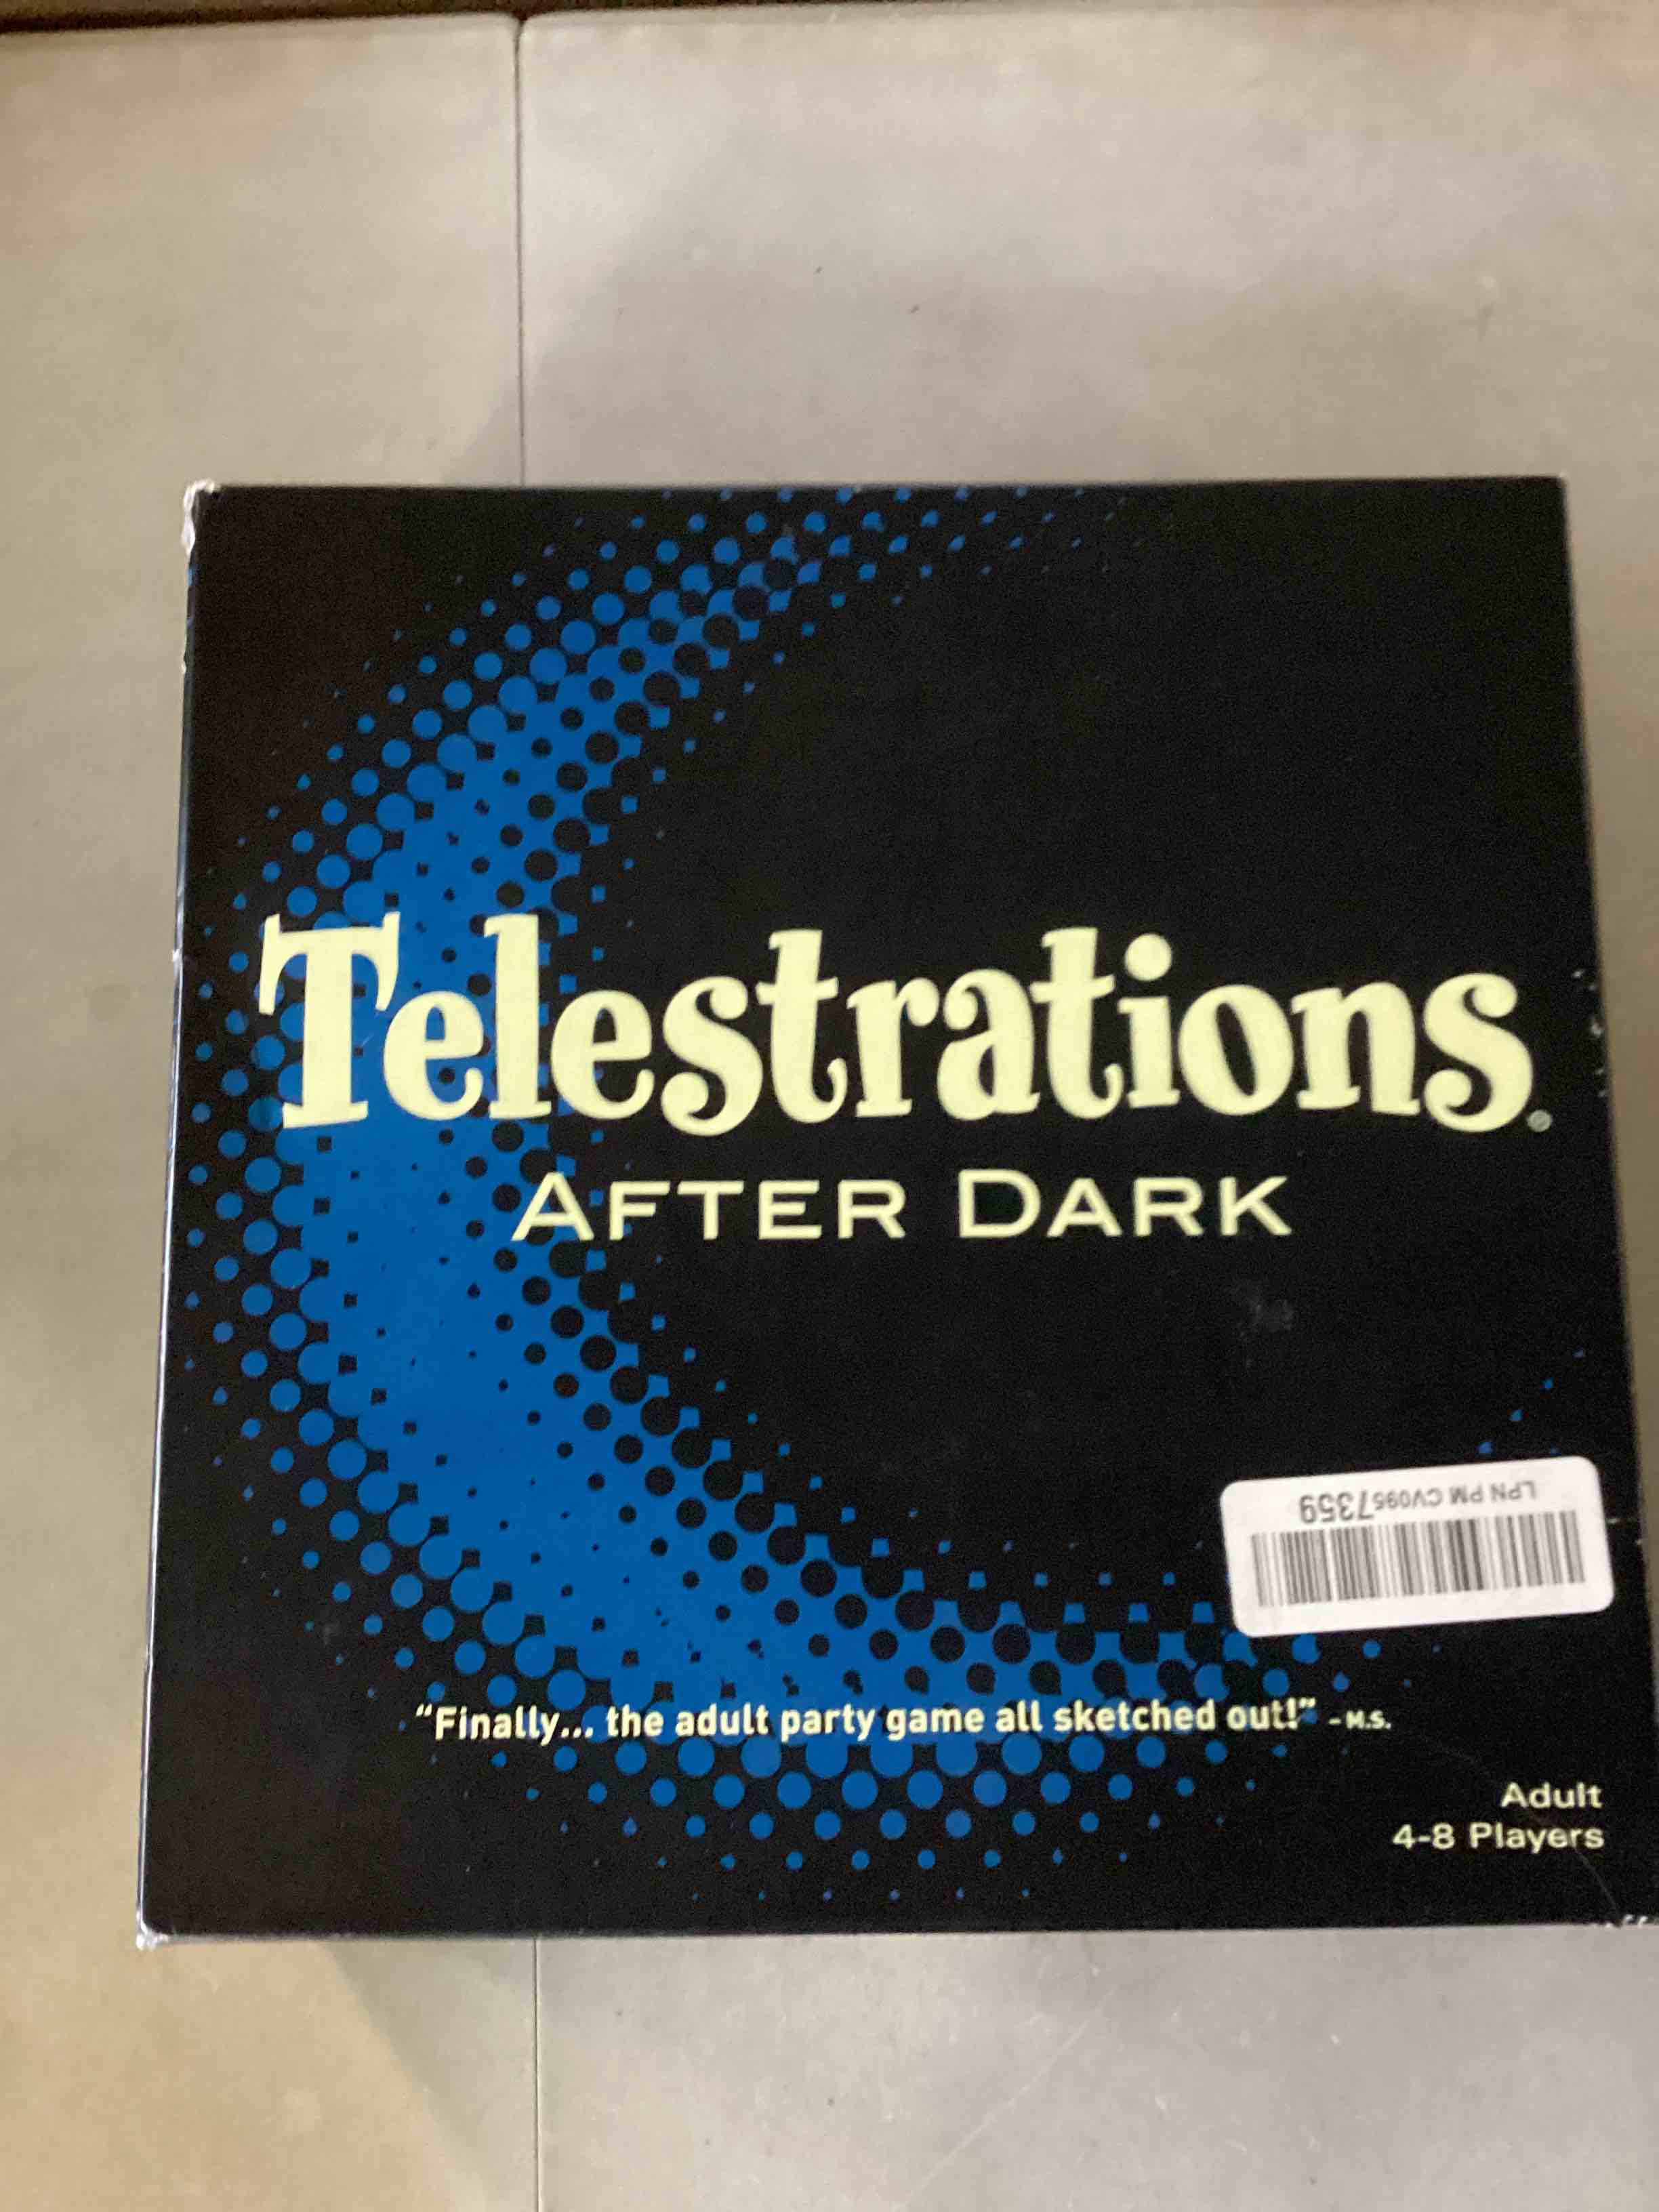 Telestrations®
AFTER DARK
LPN PM CV0967359
"Finally... the adult party game all sketched out!" - M.S.
Adult
4-8 Players